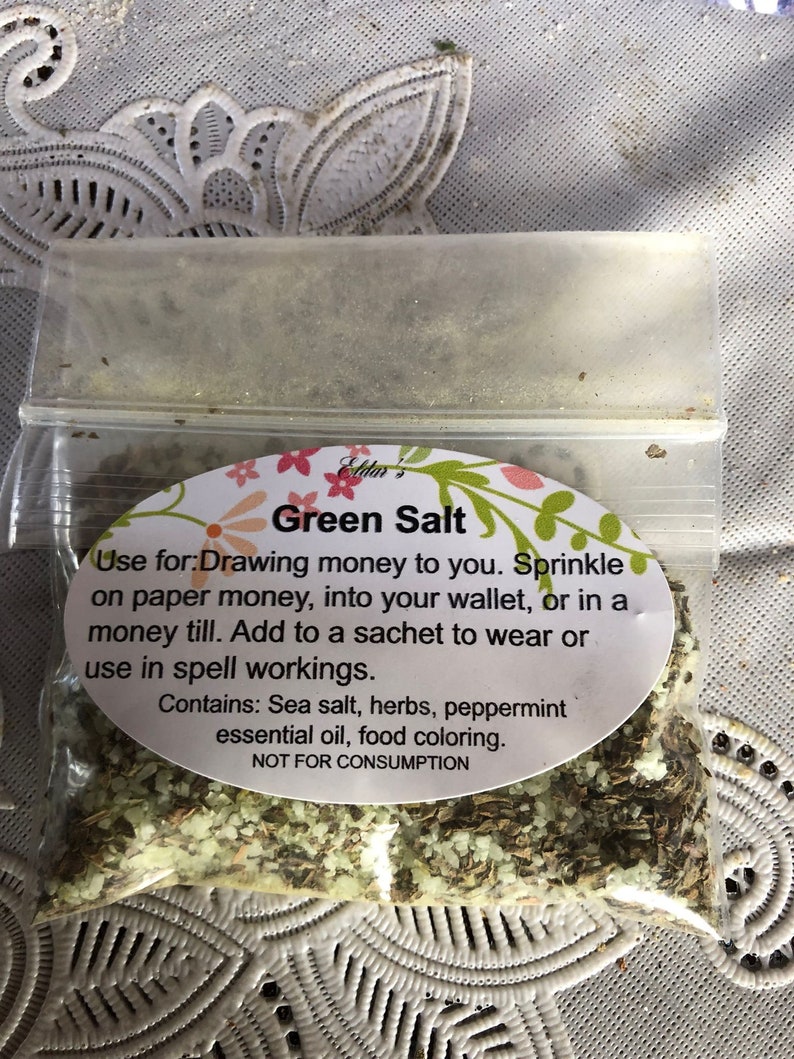 Eldur's
Green Salt
Use for:Drawing money to you. Sprinkle
on paper money, into your wallet, or in a
money till. Add to a sachet to wear or
use in spell workings.
Contains: Sea salt, herbs, peppermint
essential oil, food coloring.
NOT FOR CONSUMPTION